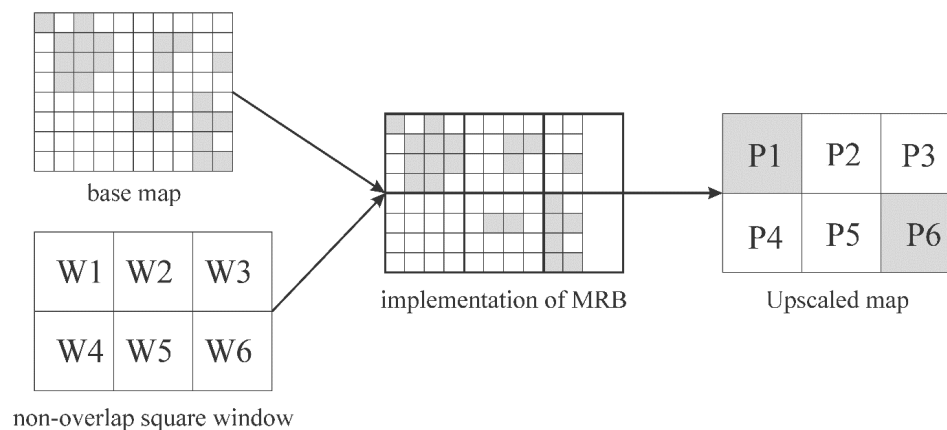 base map
W1 W2 W3
W4 W5 W6
non-overlap square window
implementation of MRB
P1 P2 P3
P4 P5 P6
Upscaled map